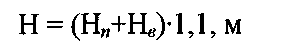 H = (Hп+Hв)·1,1, м